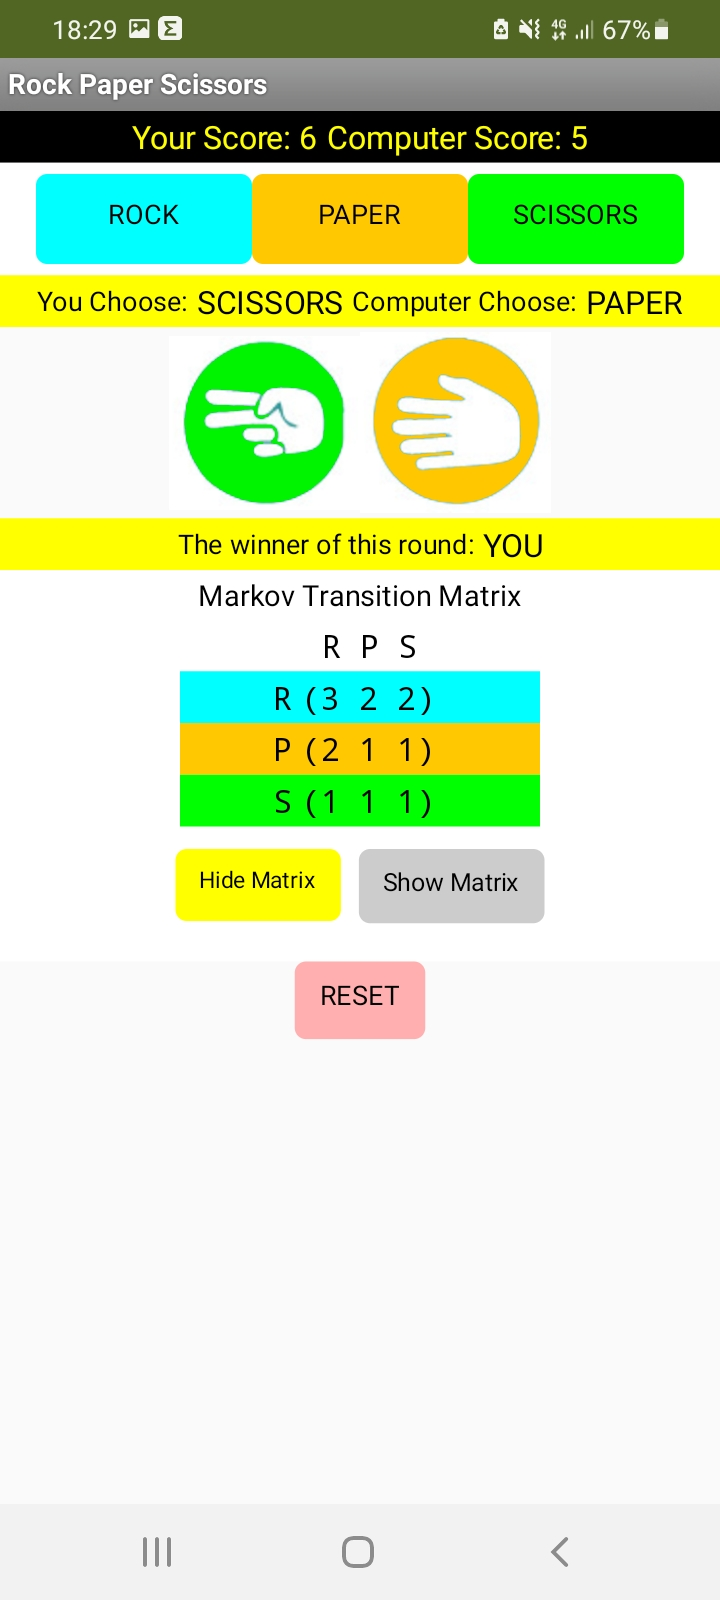 18:29 4G 67%
Rock Paper Scissors
Your Score: 6 Computer Score: 5
ROCK PAPER SCISSORS
You Choose: SCISSORS Computer Choose: PAPER
The winner of this round: YOU
Markov Transition Matrix
R P S
R (3 2 2)
P (2 1 1)
S (1 1 1)
Hide Matrix Show Matrix
RESET